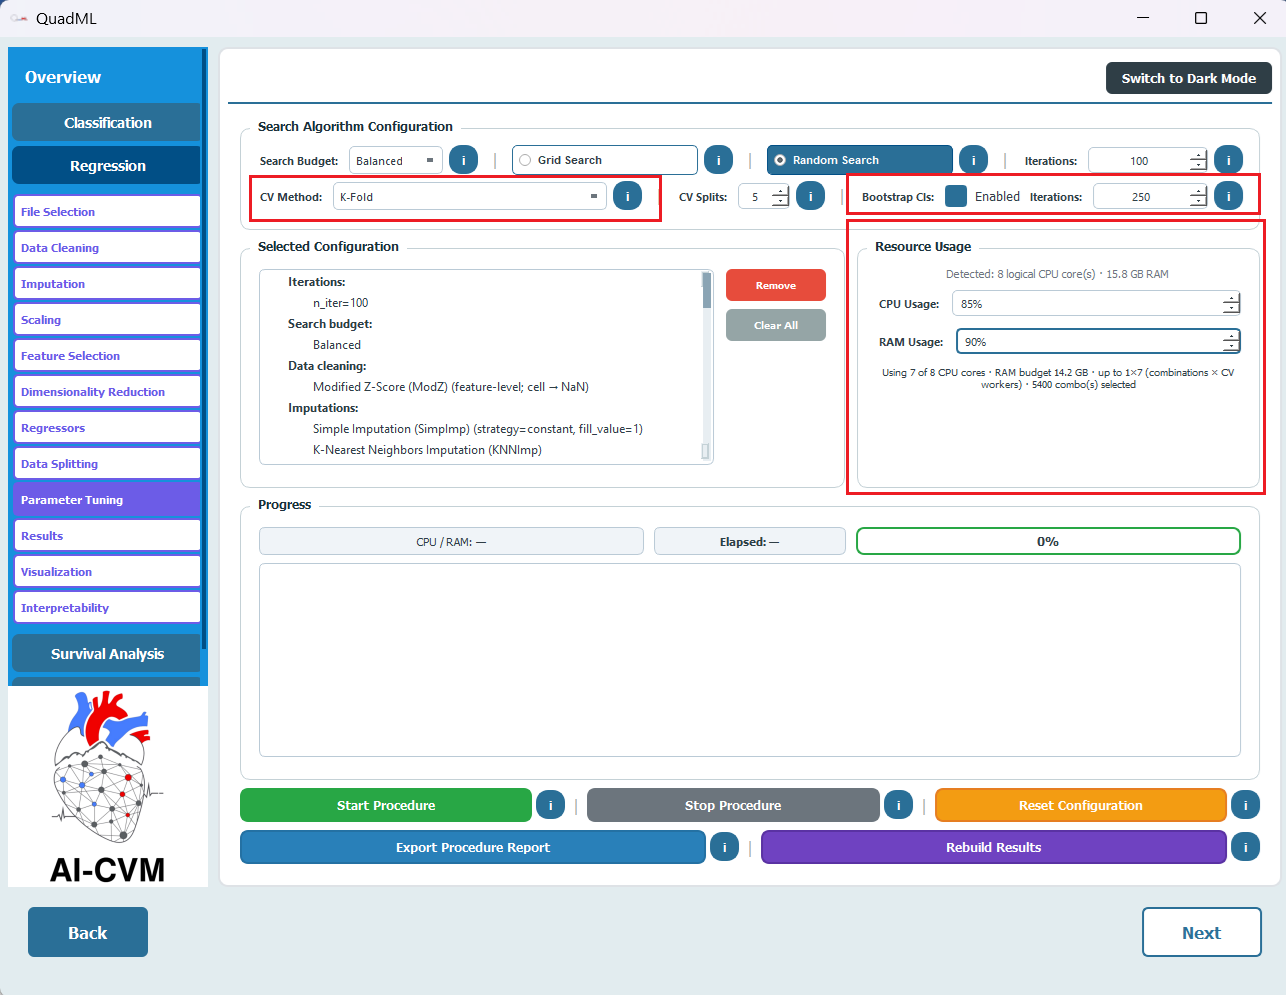 QuadML
Overview
Classification
Regression
File Selection
Data Cleaning
Imputation
Scaling
Feature Selection
Dimensionality Reduction
Regressors
Data Splitting
Parameter Tuning
Results
Visualization
Interpretability
Survival Analysis
AI-CVM
Switch to Dark Mode
Search Algorithm Configuration
Search Budget: Balanced i | Grid Search i | Random Search i | Iterations: 100 i
CV Method: K-Fold i | CV Splits: 5 i | Bootstrap CIs: Enabled Iterations: 250 i
Selected Configuration
Iterations:
n_iter=100
Search budget:
Balanced
Data cleaning:
Modified Z-Score (ModZ) (feature-level; cell → NaN)
Imputations:
Simple Imputation (SimpImp) (strategy=constant, fill_value=1)
K-Nearest Neighbors Imputation (KNNImp)
Remove
Clear All
Resource Usage
Detected: 8 logical CPU core(s) · 15.8 GB RAM
CPU Usage: 85%
RAM Usage: 90%
Using 7 of 8 CPU cores · RAM budget 14.2 GB · up to 1×7 (combinations × CV
workers) · 5400 combo(s) selected
Progress
CPU / RAM: — Elapsed: — 0%
Start Procedure i | Stop Procedure i | Reset Configuration i
Export Procedure Report i | Rebuild Results i
Back
Next